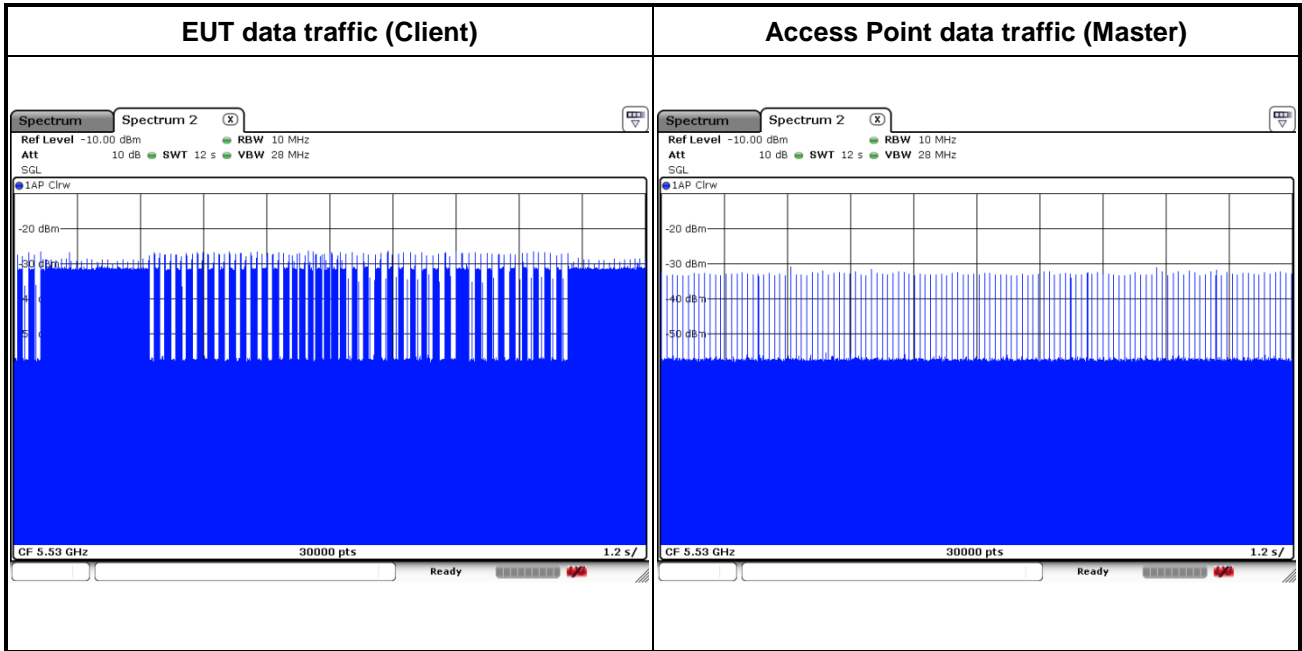 EUT data traffic (Client)
Spectrum
Spectrum 2
Ref Level -10.00 dBm
RBW 10 MHz
Att 10 dB
SWT 12 s
VBW 28 MHz
SGL
1AP Clrw
-20 dBm
-30 dBm
CF 5.53 GHz
30000 pts
1.2 s/
Ready
Access Point data traffic (Master)
Spectrum
Spectrum 2
Ref Level -10.00 dBm
RBW 10 MHz
Att 10 dB
SWT 12 s
VBW 28 MHz
SGL
1AP Clrw
-20 dBm
-30 dBm
-40 dBm
-50 dBm
CF 5.53 GHz
30000 pts
1.2 s/
Ready